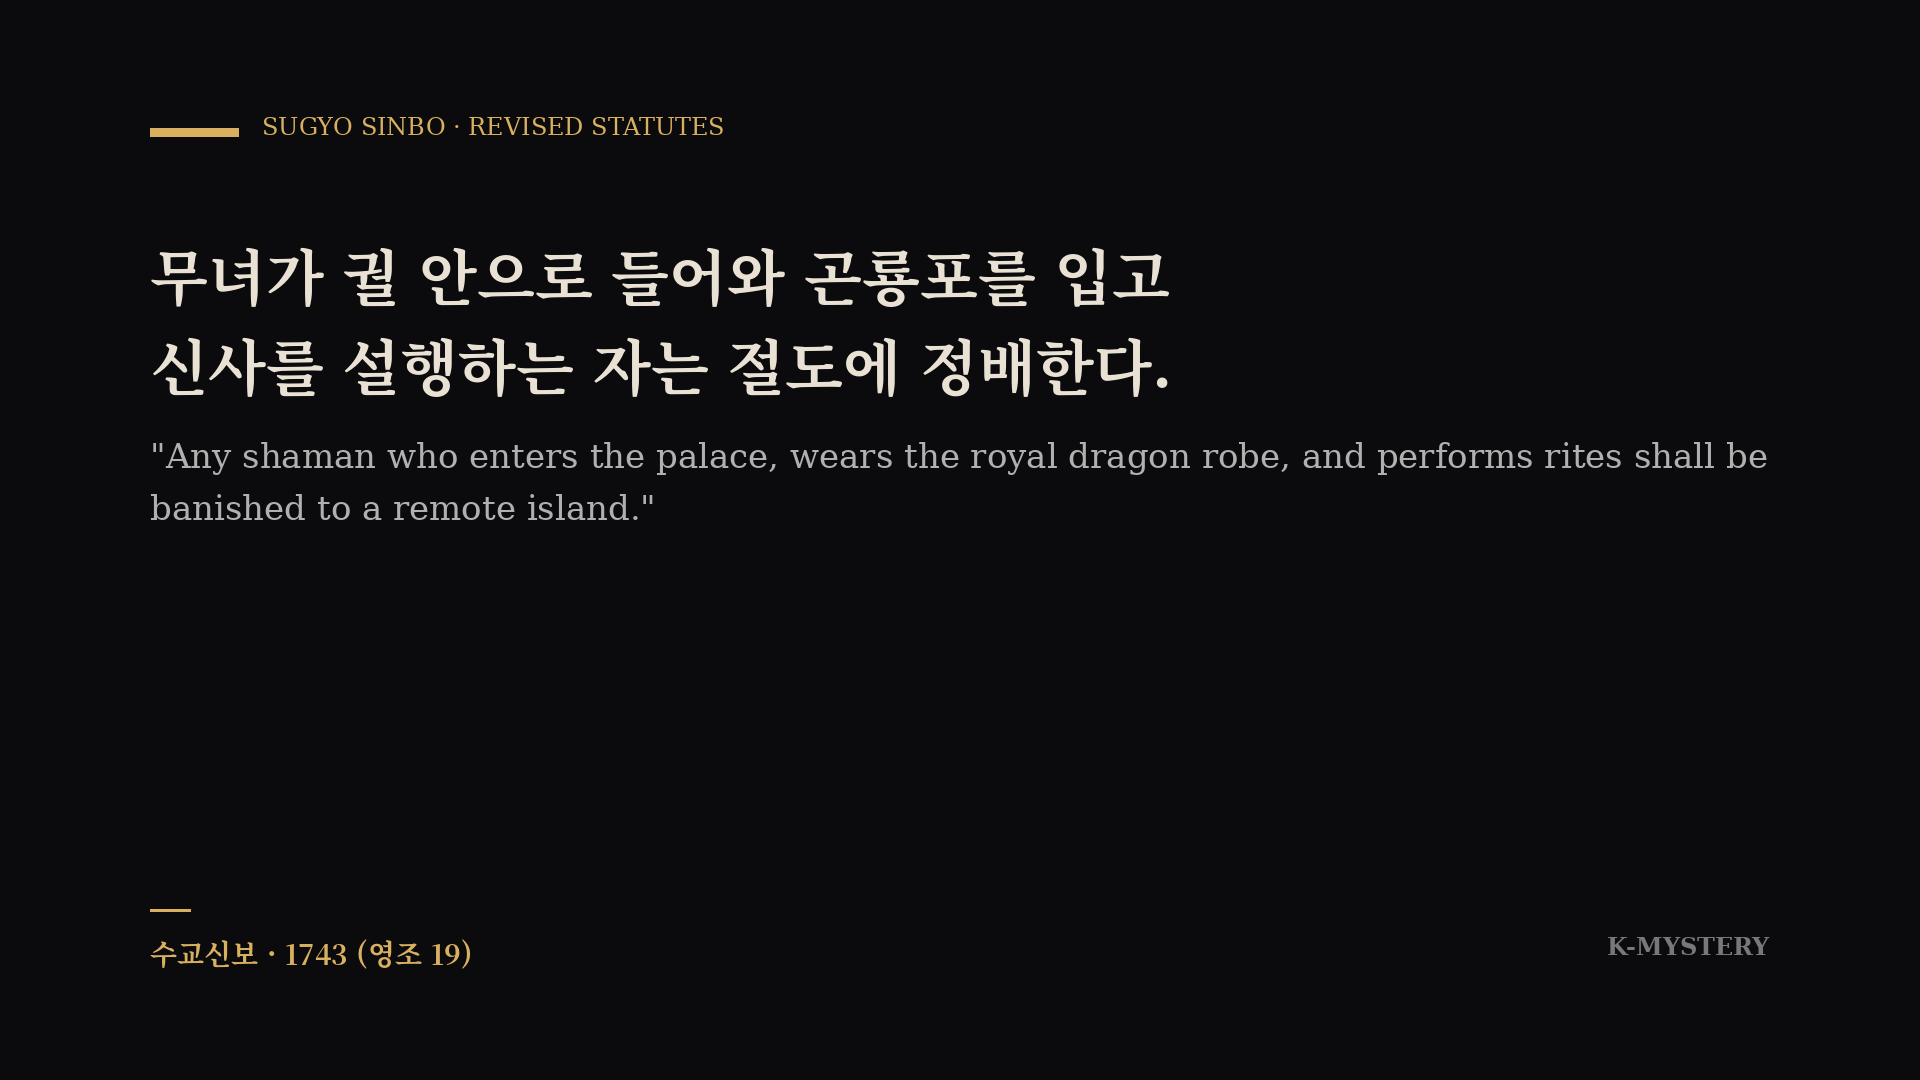 SUGYO SINBO · REVISED STATUTES
무녀가 궐 안으로 들어와 곤룡포를 입고
신사를 설행하는 자는 절도에 정배한다.
"Any shaman who enters the palace, wears the royal dragon robe, and performs rites shall be
banished to a remote island."
수교신보 · 1743 (영조 19)
K-MYSTERY